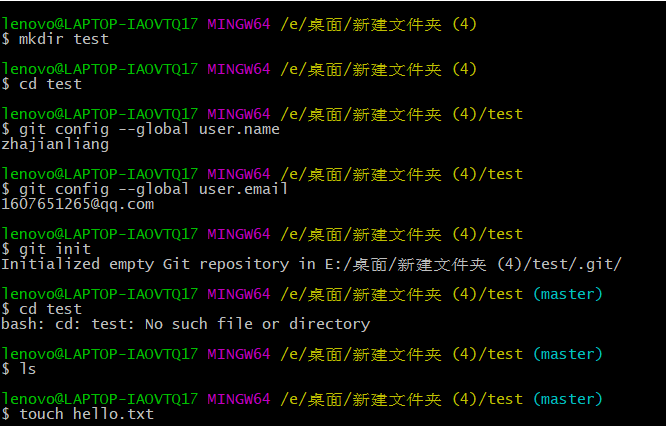 lenovo@LAPTOP-IAOVTQ17 MINGW64 /e/桌面/新建文件夹 (4)
$ mkdir test
lenovo@LAPTOP-IAOVTQ17 MINGW64 /e/桌面/新建文件夹 (4)
$ cd test
lenovo@LAPTOP-IAOVTQ17 MINGW64 /e/桌面/新建文件夹 (4)/test
$ git config --global user.name
zhajianliang
lenovo@LAPTOP-IAOVTQ17 MINGW64 /e/桌面/新建文件夹 (4)/test
$ git config --global user.email
1607651265@qq.com
lenovo@LAPTOP-IAOVTQ17 MINGW64 /e/桌面/新建文件夹 (4)/test
$ git init
Initialized empty Git repository in E:/桌面/新建文件夹 (4)/test/.git/
lenovo@LAPTOP-IAOVTQ17 MINGW64 /e/桌面/新建文件夹 (4)/test (master)
$ cd test
bash: cd: test: No such file or directory
lenovo@LAPTOP-IAOVTQ17 MINGW64 /e/桌面/新建文件夹 (4)/test (master)
$ ls
lenovo@LAPTOP-IAOVTQ17 MINGW64 /e/桌面/新建文件夹 (4)/test (master)
$ touch hello.txt